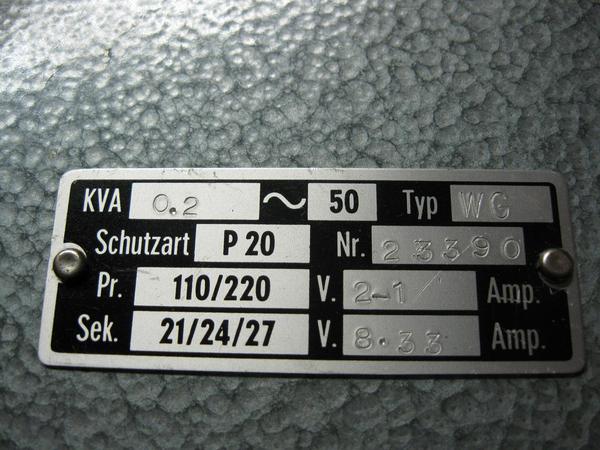 KVA 0.2 ~ 50 Typ WG
Schutzart P 20 Nr. 23390
Pr. 110/220 V. 2-1 Amp.
Sek. 21/24/27 V. 8.33 Amp.